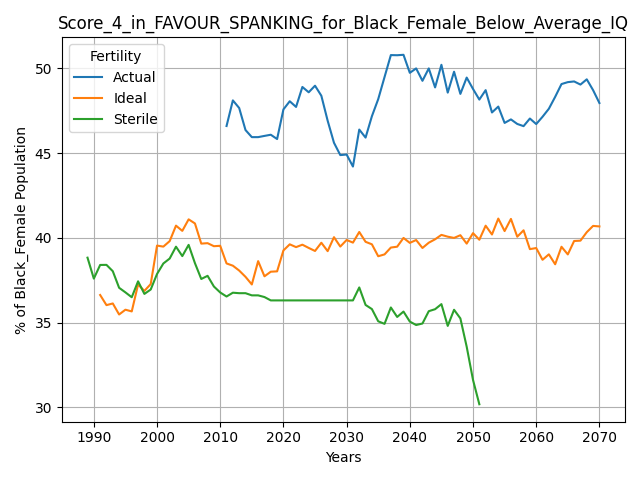 Score_4_in_FAVOUR_SPANKING_for_Black_Female_Below_Average_IQ
Fertility
Actual
Ideal
Sterile
% of Black_Female Population
50
45
40
35
30
1990 2000 2010 2020 2030 2040 2050 2060 2070
Years